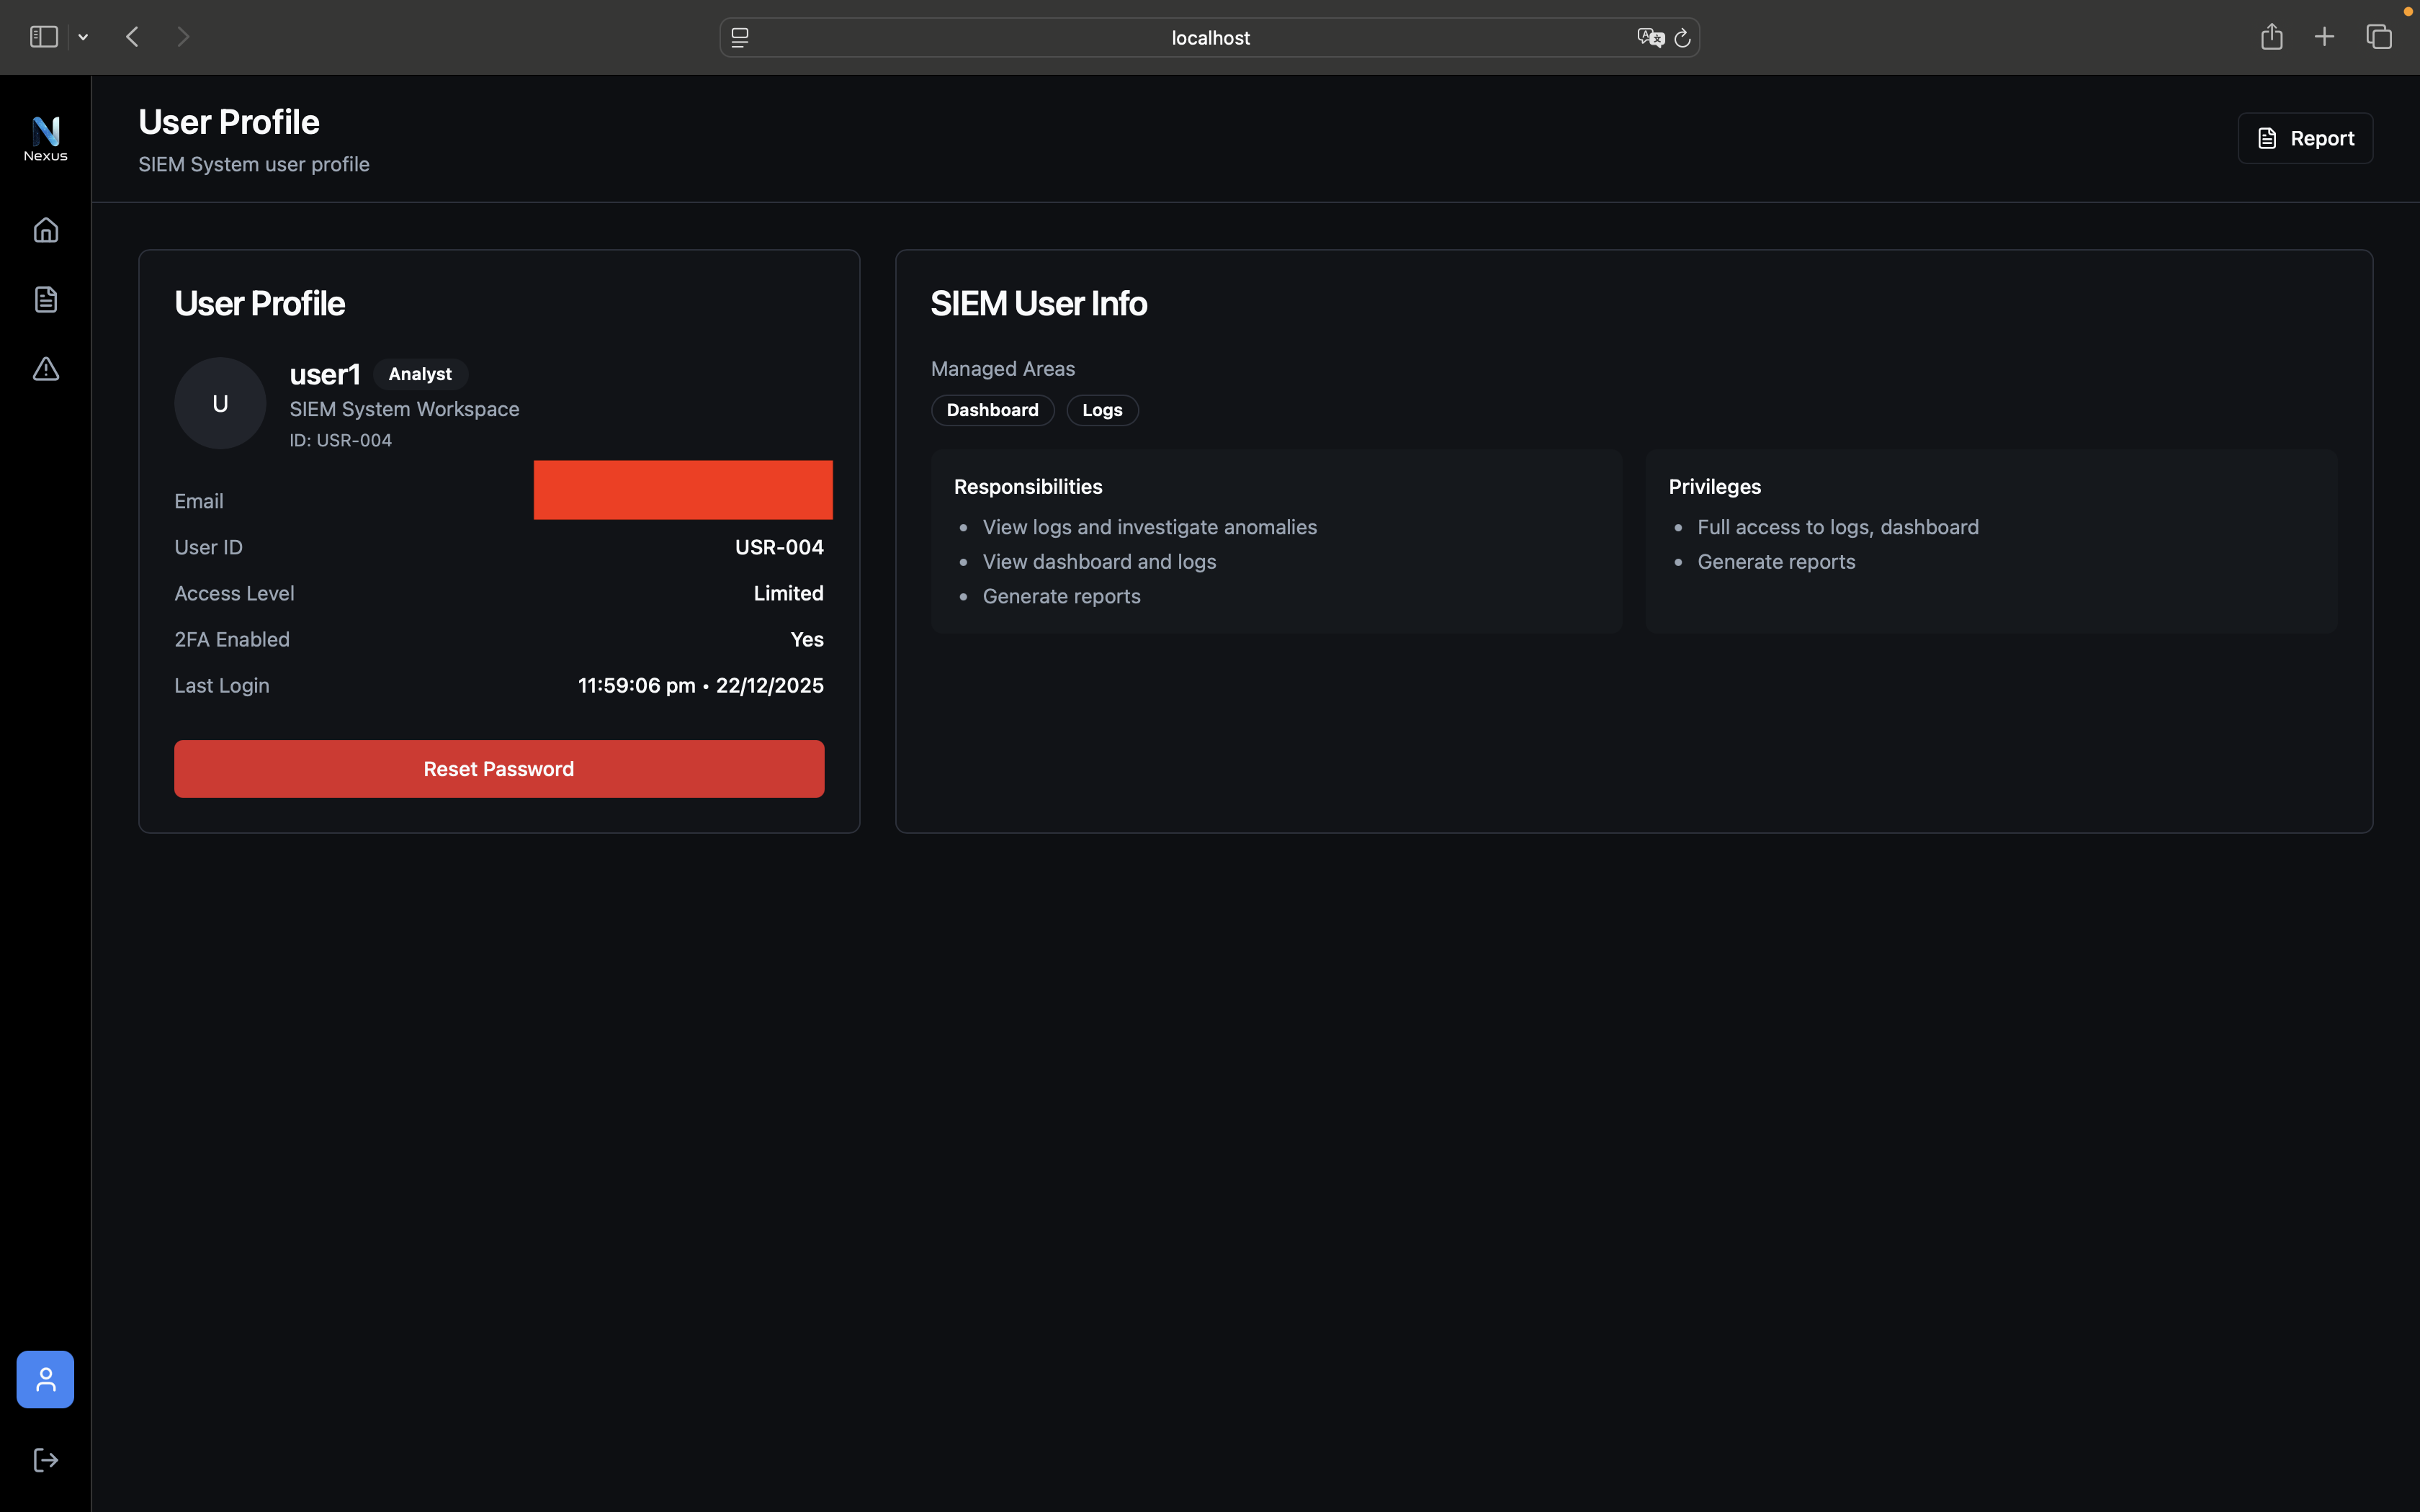 localhost
Nexus
User Profile
SIEM System user profile
Report
User Profile
U
user1 Analyst
SIEM System Workspace
ID: USR-004
Email
User ID USR-004
Access Level Limited
2FA Enabled Yes
Last Login 11:59:06 pm • 22/12/2025
Reset Password
SIEM User Info
Managed Areas
Dashboard Logs
Responsibilities
• View logs and investigate anomalies
• View dashboard and logs
• Generate reports
Privileges
• Full access to logs, dashboard
• Generate reports